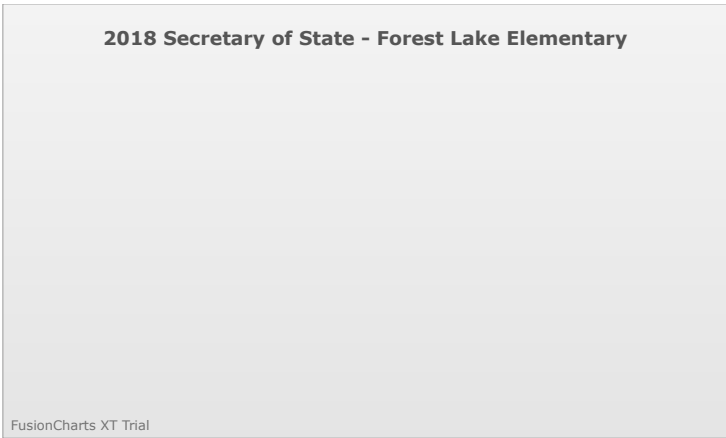 2018 Secretary of State - Forest Lake Elementary
FusionCharts XT Trial